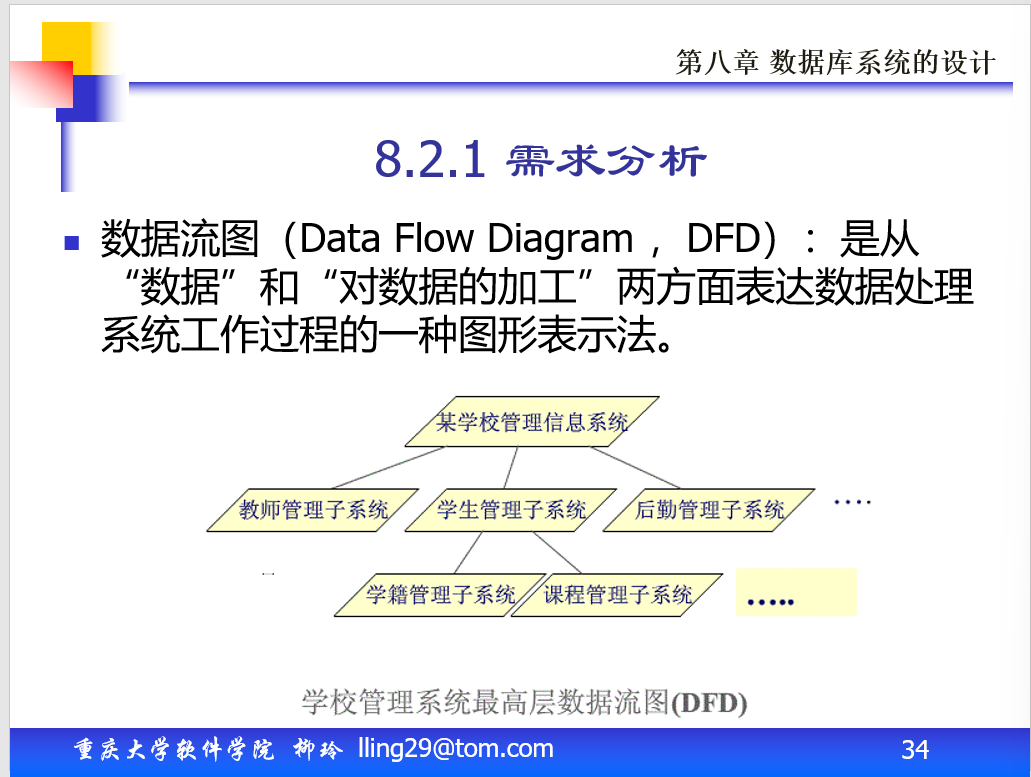 第八章 数据库系统的设计
8.2.1 需求分析
数据流图（Data Flow Diagram ，DFD）：是从
“数据”和“对数据的加工”两方面表达数据处理
系统工作过程的一种图形表示法。
某学校管理信息系统
教师管理子系统 学生管理子系统 后勤管理子系统 ····
学籍管理子系统 课程管理子系统 …..
学校管理系统最高层数据流图(DFD)
重庆大学软件学院 柳玲 lling29@tom.com 34